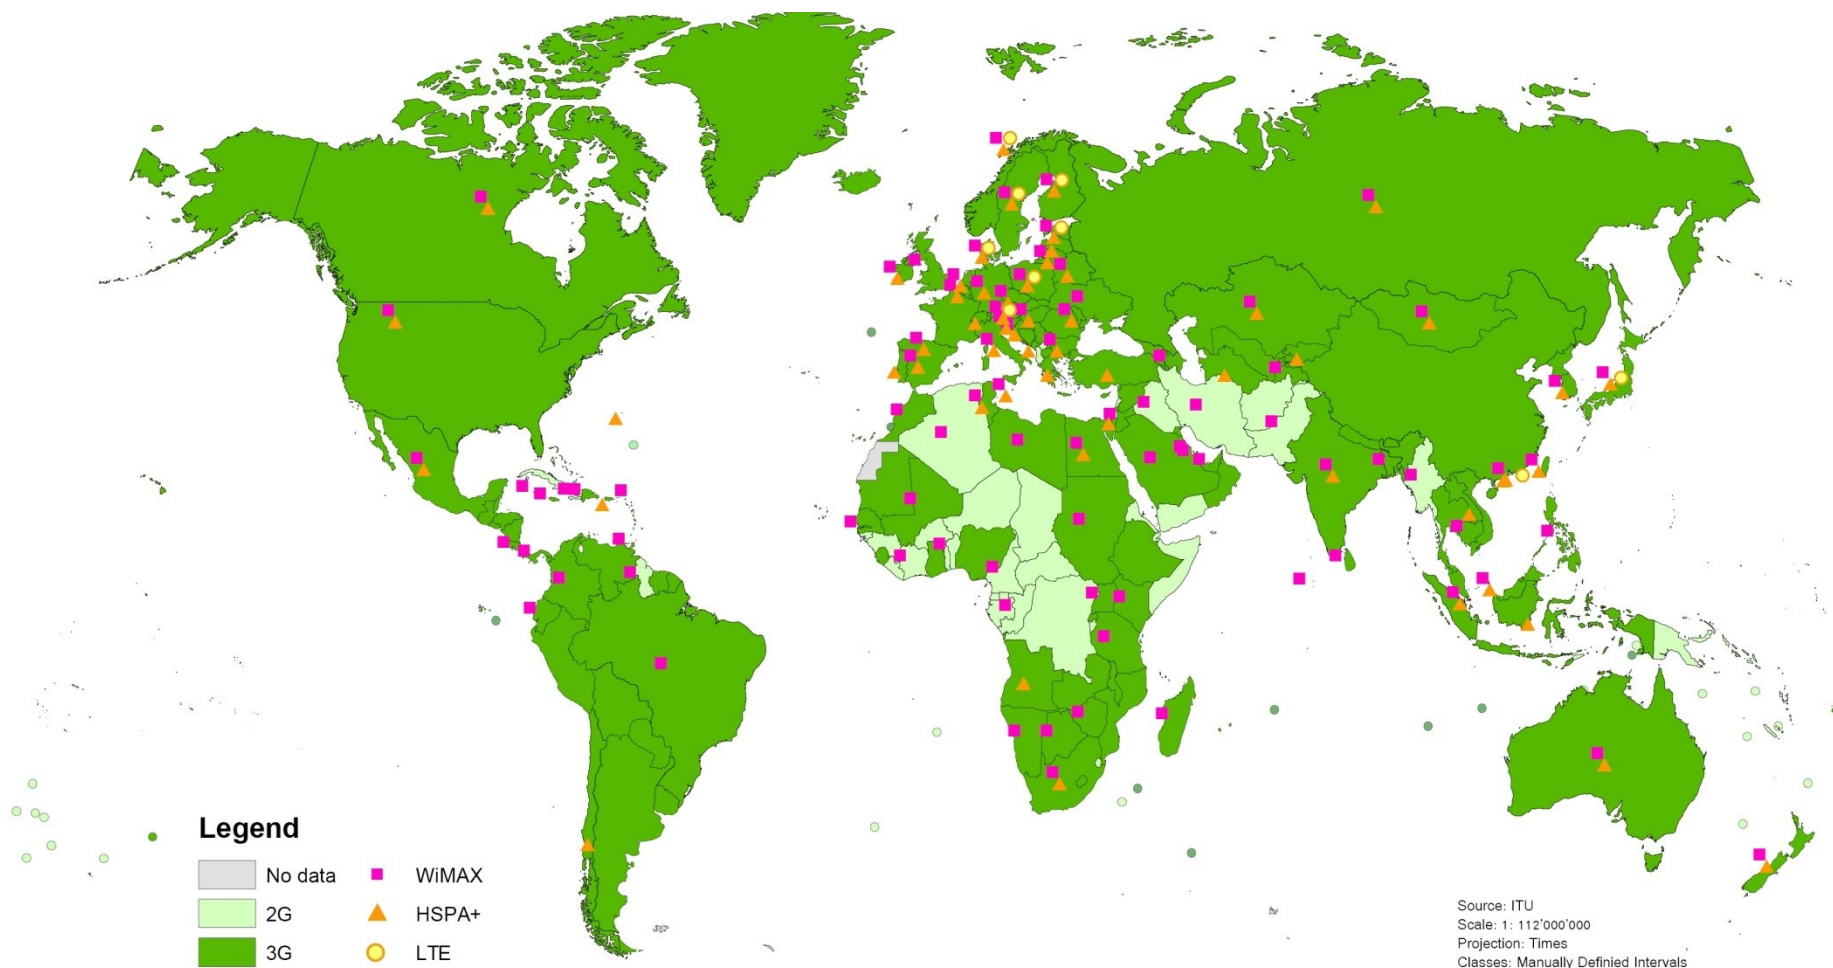 Legend
No data
WiMAX
2G
HSPA+
3G
LTE
Source: ITU
Scale: 1: 112'000'000
Projection: Times
Classes: Manually Definied Intervals